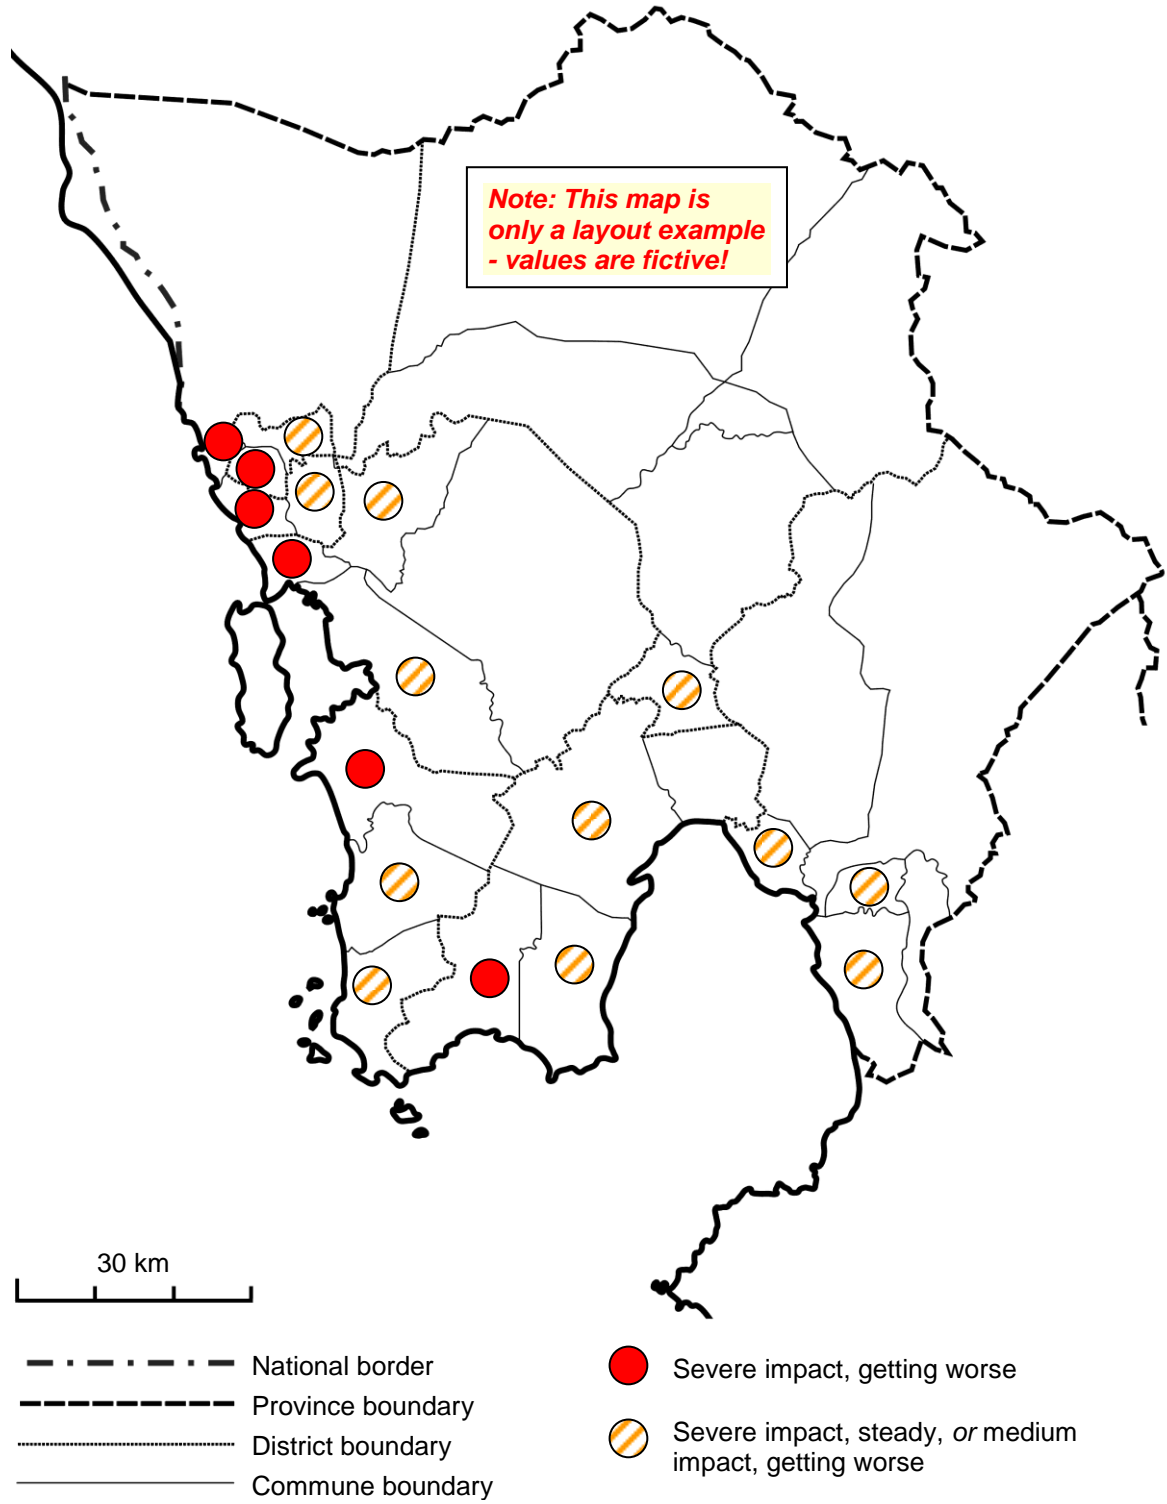 Note: This map is
only a layout example
- values are fictive!
30 km
National border
Province boundary
District boundary
Commune boundary
Severe impact, getting worse
Severe impact, steady, or medium
impact, getting worse